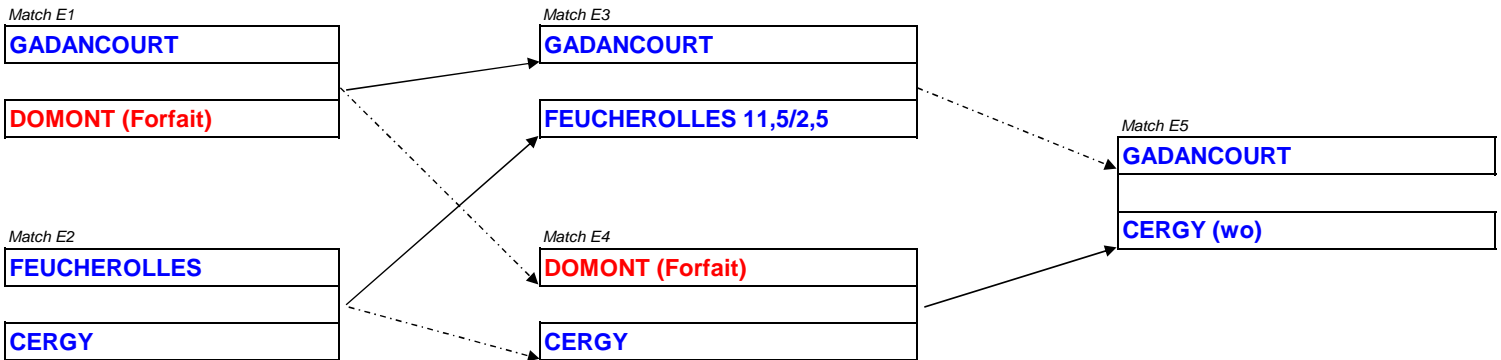 Match E1
GADANCOURT
DOMONT (Forfait)
Match E2
FEUCHEROLLES
CERGY
Match E3
GADANCOURT
FEUCHEROLLES 11,5/2,5
Match E4
DOMONT (Forfait)
CERGY
Match E5
GADANCOURT
CERGY (wo)